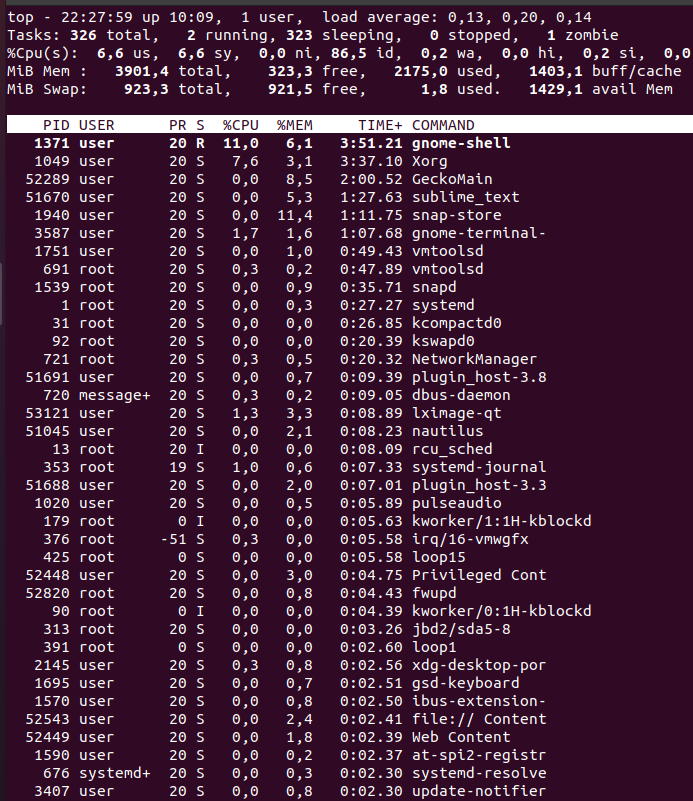 top - 22:27:59 up 10:09,  1 user,  load average: 0,13, 0,20, 0,14
Tasks: 326 total,   2 running, 323 sleeping,   0 stopped,   1 zombie
%Cpu(s):  6,6 us,  6,6 sy,  0,0 ni, 86,5 id,  0,2 wa,  0,0 hi,  0,2 si,  0,0
MiB Mem :   3901,4 total,    323,3 free,   2175,0 used,   1403,1 buff/cache
MiB Swap:    923,3 total,    921,5 free,      1,8 used.   1429,1 avail Mem
PID USER PR S %CPU %MEM TIME+ COMMAND
1371 user 20 R 11,0 6,1 3:51.21 gnome-shell
1049 user 20 S 7,6 3,1 3:37.10 Xorg
52289 user 20 S 0,0 8,5 2:00.52 GeckoMain
51670 user 20 S 0,0 5,3 1:27.63 sublime_text
1940 user 20 S 0,0 11,4 1:11.75 snap-store
3587 user 20 S 1,7 1,6 1:07.68 gnome-terminal-
1751 user 20 S 0,0 1,0 0:49.43 vmtoolsd
691 root 20 S 0,3 0,2 0:47.89 vmtoolsd
1539 root 20 S 0,0 0,9 0:35.71 snapd
1 root 20 S 0,0 0,3 0:27.27 systemd
31 root 20 S 0,0 0,0 0:26.85 kcompactd0
92 root 20 S 0,0 0,0 0:20.39 kswapd0
721 root 20 S 0,3 0,5 0:20.32 NetworkManager
51691 user 20 S 0,0 0,7 0:09.39 plugin_host-3.8
720 message+ 20 S 0,3 0,2 0:09.05 dbus-daemon
53121 user 20 S 1,3 3,3 0:08.89 lximage-qt
51045 user 20 S 0,0 2,1 0:08.23 nautilus
13 root 20 I 0,0 0,0 0:08.09 rcu_sched
353 root 19 S 1,0 0,6 0:07.33 systemd-journal
51688 user 20 S 0,0 2,0 0:07.01 plugin_host-3.3
1020 user 20 S 0,0 0,5 0:05.89 pulseaudio
179 root 0 I 0,0 0,0 0:05.63 kworker/1:1H-kblockd
376 root -51 S 0,3 0,0 0:05.58 irq/16-vmwgfx
425 root 0 S 0,0 0,0 0:05.58 loop15
52448 user 20 S 0,0 3,0 0:04.75 Privileged Cont
52820 root 20 S 0,0 0,8 0:04.43 fwupd
90 root 0 I 0,0 0,0 0:04.39 kworker/0:1H-kblockd
313 root 20 S 0,0 0,0 0:03.26 jbd2/sda5-8
391 root 0 S 0,0 0,0 0:02.60 loop1
2145 user 20 S 0,3 0,8 0:02.56 xdg-desktop-por
1695 user 20 S 0,0 0,7 0:02.51 gsd-keyboard
1570 user 20 S 0,0 0,8 0:02.50 ibus-extension-
52543 user 20 S 0,0 2,4 0:02.41 file:// Content
52449 user 20 S 0,0 1,8 0:02.39 Web Content
1590 user 20 S 0,0 0,2 0:02.37 at-spi2-registr
676 systemd+ 20 S 0,0 0,3 0:02.30 systemd-resolve
3407 user 20 S 0,0 0,8 0:02.30 update-notifier